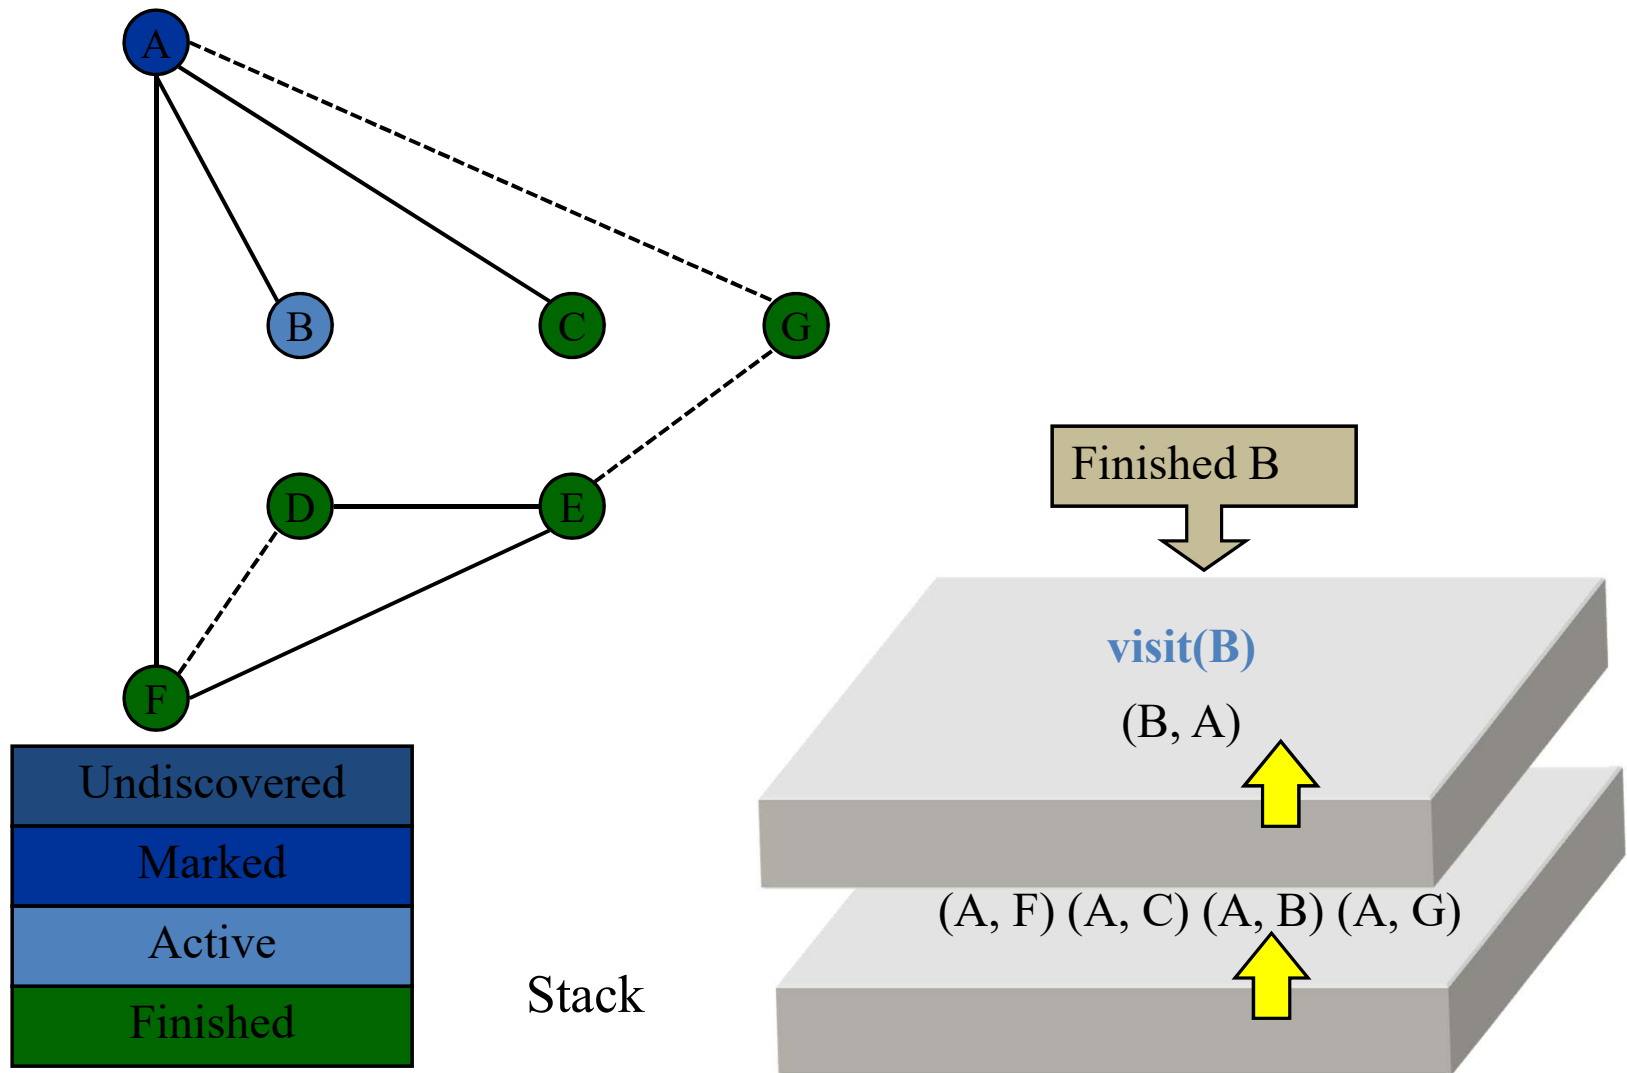 A
B
C
G
D
E
F
Undiscovered
Marked
Active
Finished
Stack
Finished B
visit(B)
(B, A)
(A, F) (A, C) (A, B) (A, G)